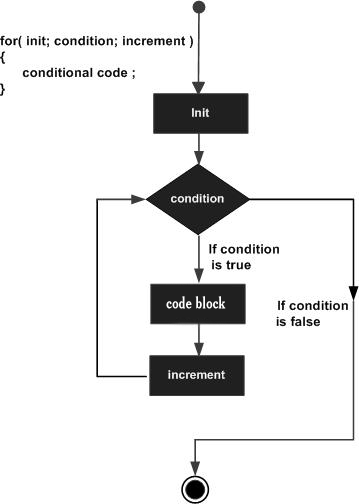 for( init; condition; increment )
{
conditional code ;
}
Init
condition
If condition
is true
code block
If condition
is false
increment